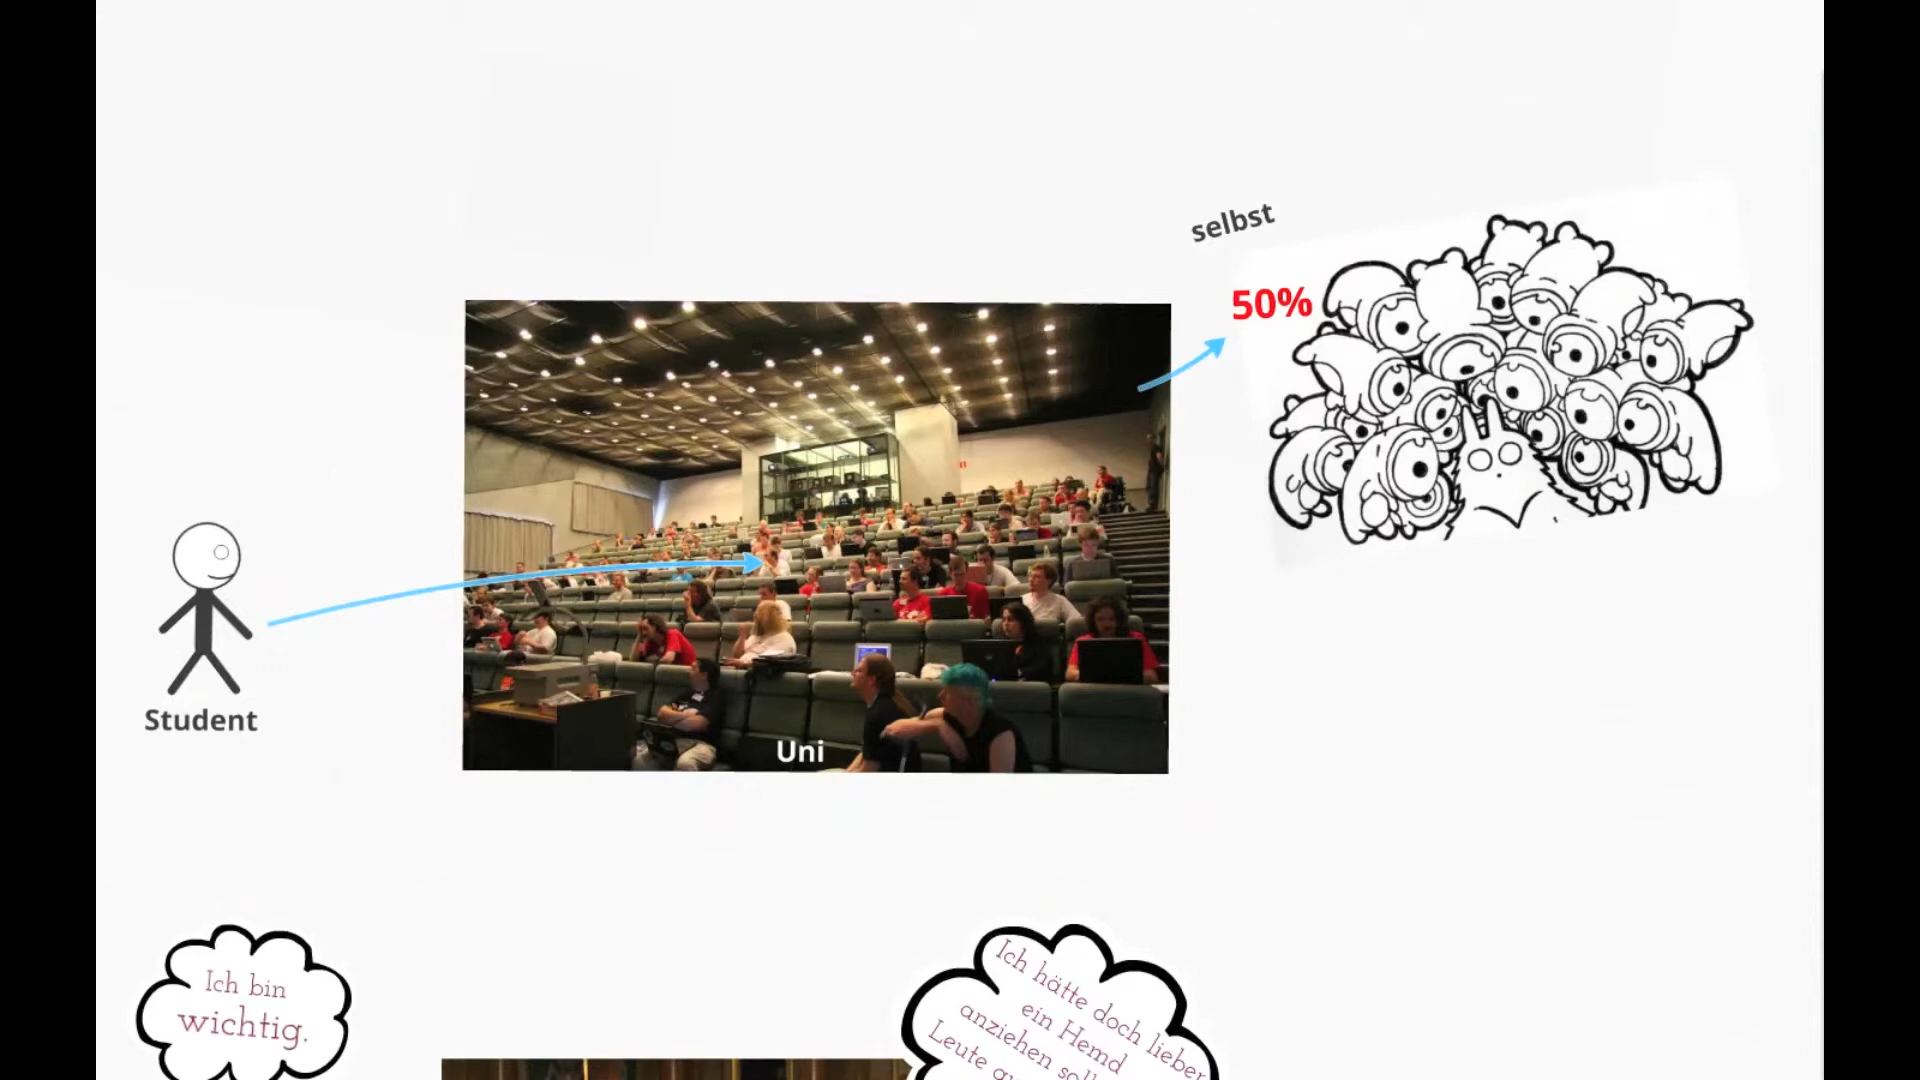 selbst
50%
Student
Uni
Ich bin
wichtig.
Ich hätte doch lieber
ein Hemd
anziehen
Leute